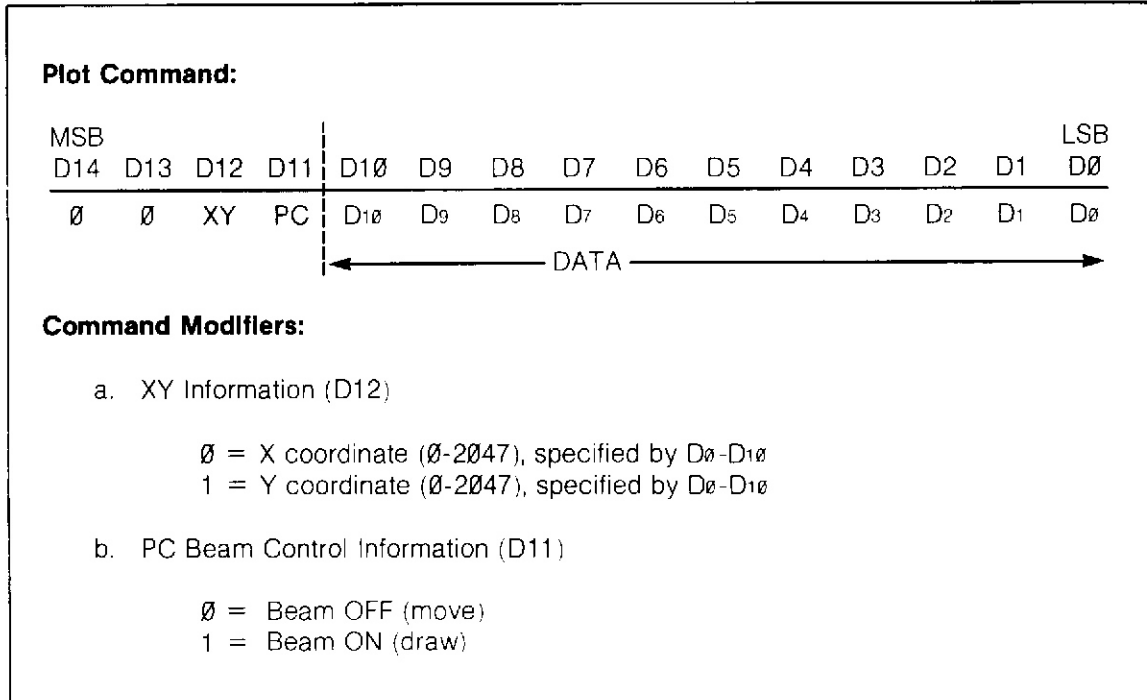 Plot Command:
MSB LSB
D14 D13 D12 D11 D1Ø D9 D8 D7 D6 D5 D4 D3 D2 D1 DØ
Ø Ø XY PC D1Ø D9 D8 D7 D6 D5 D4 D3 D2 D1 DØ
DATA
Command Modifiers:
a. XY Information (D12)
Ø = X coordinate (Ø-2Ø47), specified by DØ-D1Ø
1 = Y coordinate (Ø-2Ø47), specified by DØ-D1Ø
b. PC Beam Control Information (D11)
Ø = Beam OFF (move)
1 = Beam ON (draw)